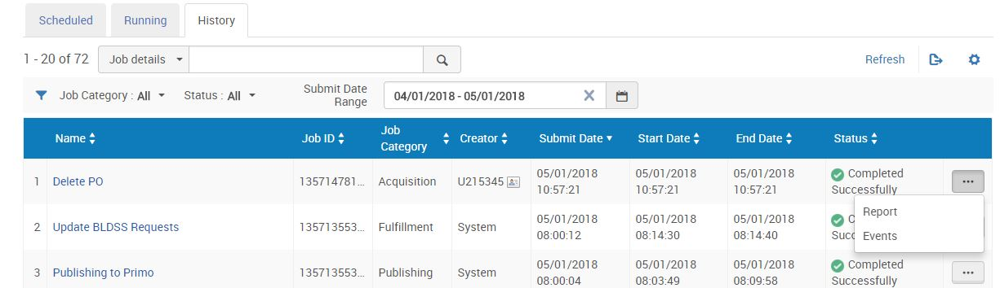 Scheduled Running History
1 - 20 of 72 Job details Refresh
Job Category : All Status : All Submit Date Range 04/01/2018 - 05/01/2018
Name Job ID Job Category Creator Submit Date Start Date End Date Status
1 Delete PO 135714781... Acquisition U215345 05/01/2018 10:57:21 05/01/2018 10:57:21 05/01/2018 10:57:21 Completed Successfully
Report
Events
2 Update BLDSS Requests 135713553... Fulfillment System 05/01/2018 08:00:12 05/01/2018 08:14:30 05/01/2018 08:14:40
3 Publishing to Primo 135713553... Publishing System 05/01/2018 08:00:04 05/01/2018 08:03:49 05/01/2018 08:09:58 Completed Successfully